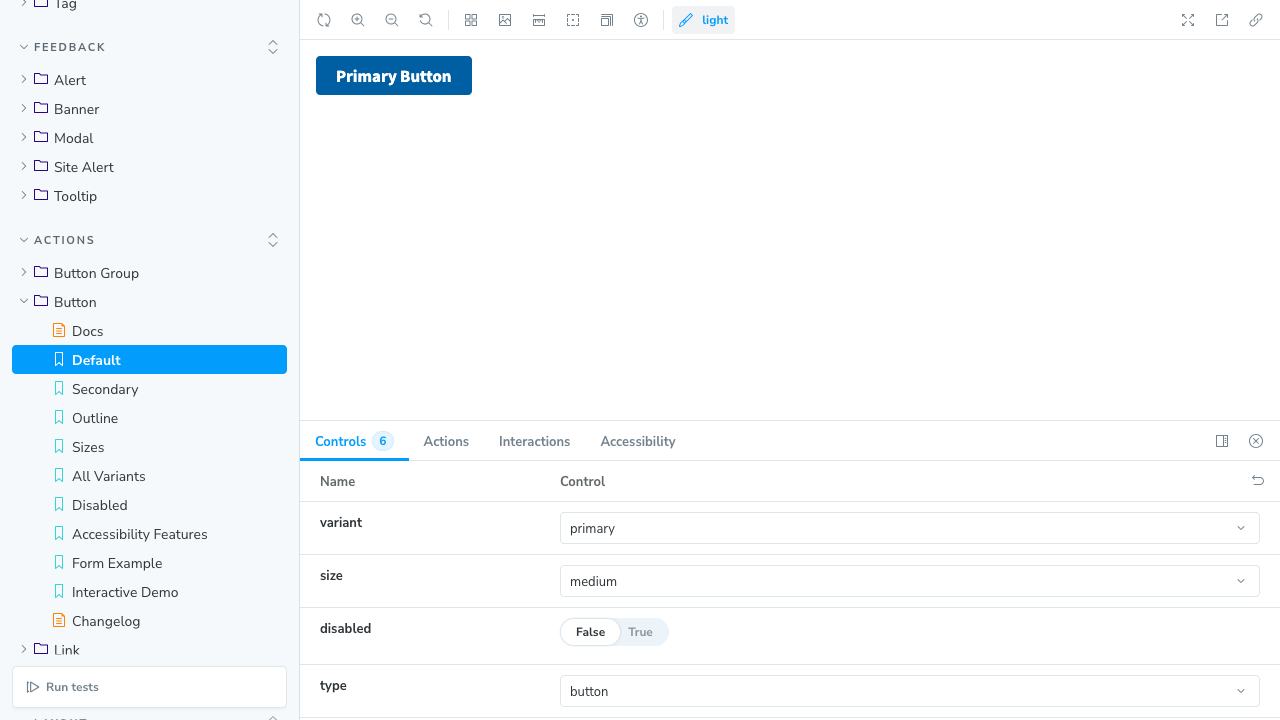 Tag
FEEDBACK
Alert
Banner
Modal
Site Alert
Tooltip
ACTIONS
Button Group
Button
Docs
Default
Secondary
Outline
Sizes
All Variants
Disabled
Accessibility Features
Form Example
Interactive Demo
Changelog
Link
Run tests
light
Primary Button
Controls 6 Actions Interactions Accessibility
Name Control
variant primary
size medium
disabled False True
type button